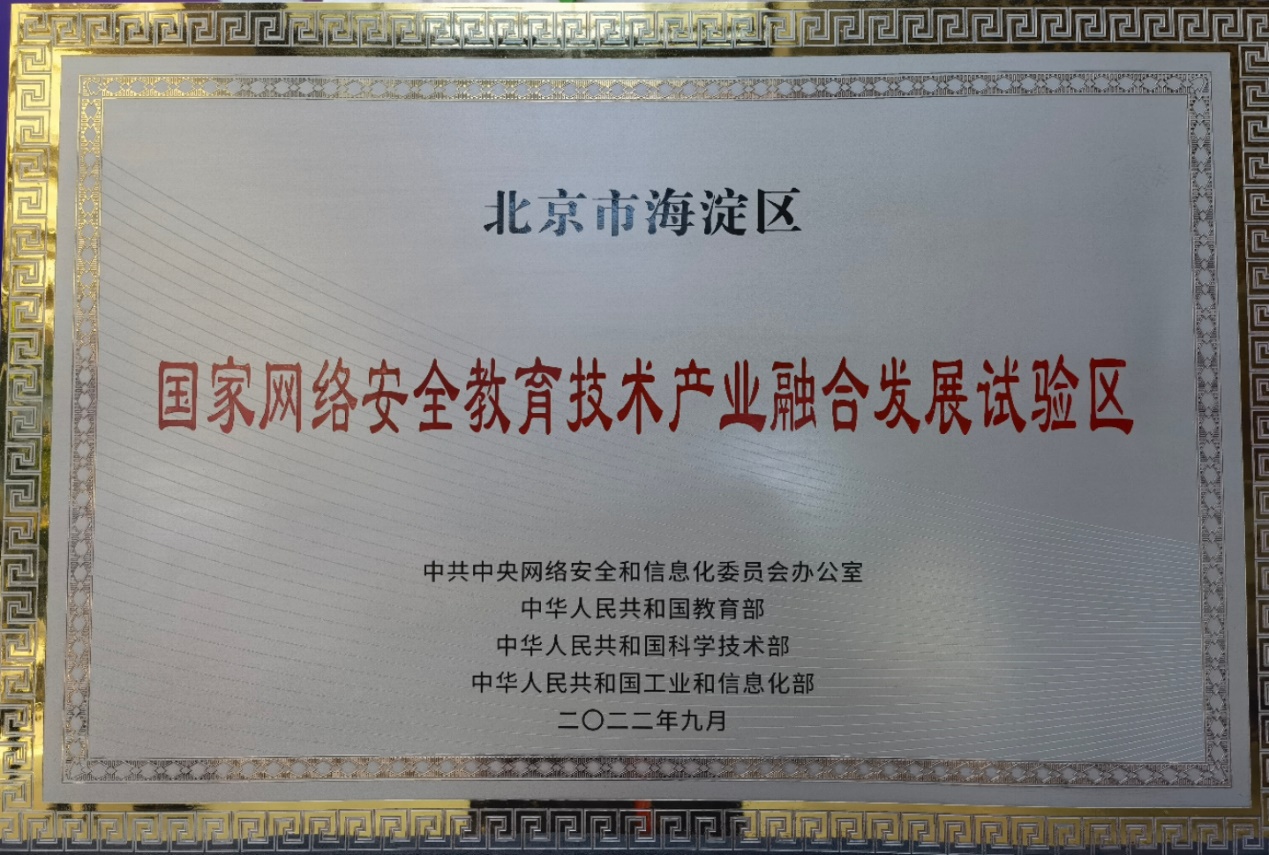 北京市海淀区
国家网络安全教育技术产业融合发展试验区
中共中央网络安全和信息化委员会办公室
中华人民共和国教育部
中华人民共和国科学技术部
中华人民共和国工业和信息化部
二〇二二年九月